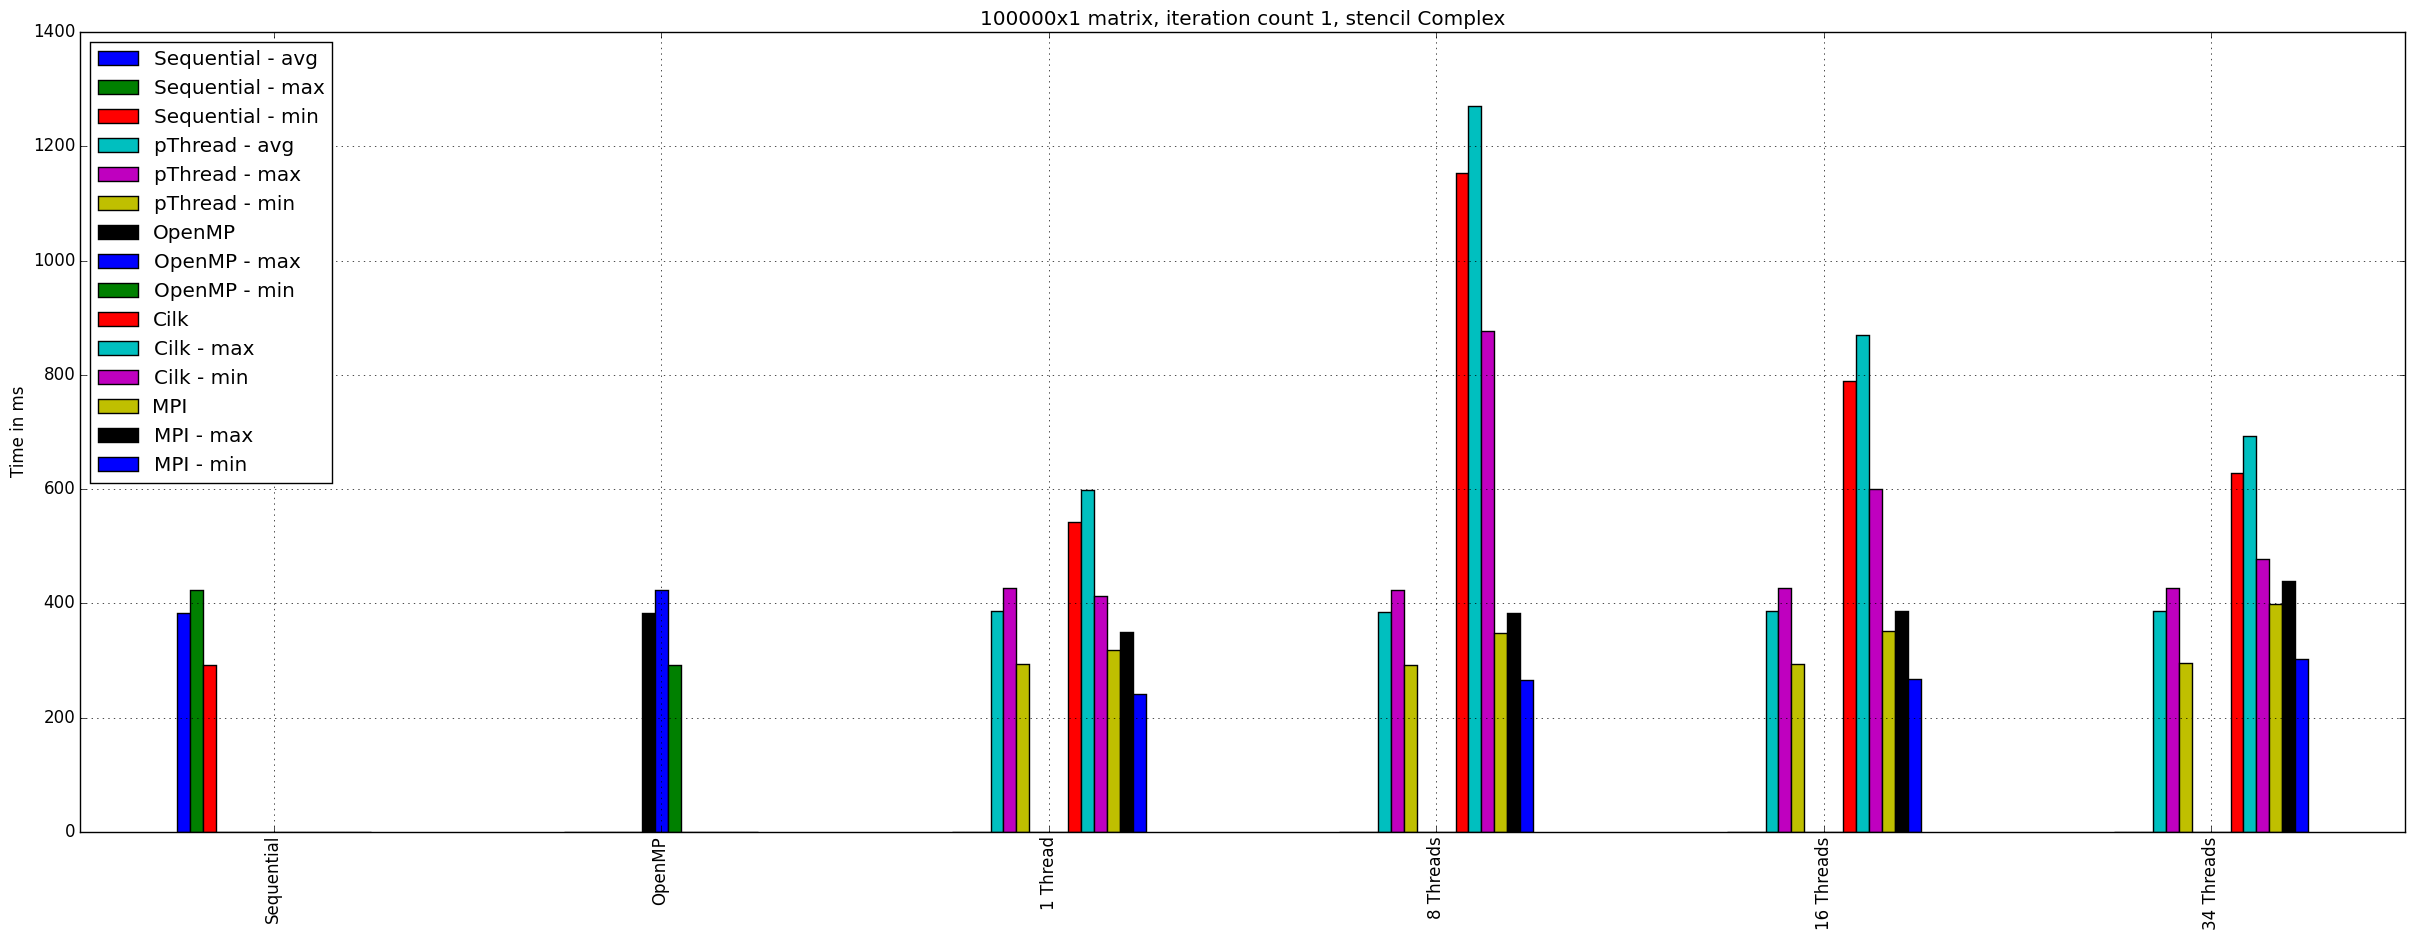 100000x1 matrix, iteration count 1, stencil Complex
1400
1200
1000
800
600
400
200
0
Time in ms
Sequential - avg
Sequential - max
Sequential - min
pThread - avg
pThread - max
pThread - min
OpenMP
OpenMP - max
OpenMP - min
Cilk
Cilk - max
Cilk - min
MPI
MPI - max
MPI - min
Sequential
OpenMP
1 Thread
8 Threads
16 Threads
34 Threads